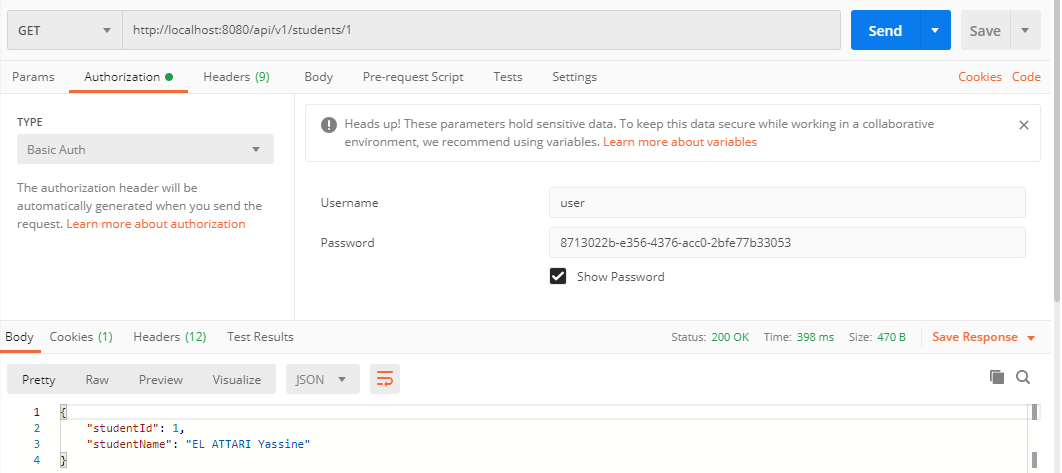 GET http://localhost:8080/api/v1/students/1 Send Save
Params Authorization Headers (9) Body Pre-request Script Tests Settings Cookies Code
TYPE
Basic Auth
The authorization header will be
automatically generated when you send the
request. Learn more about authorization
Heads up! These parameters hold sensitive data. To keep this data secure while working in a collaborative
environment, we recommend using variables. Learn more about variables
Username user
Password 8713022b-e356-4376-acc0-2bfe77b33053
Show Password
Body Cookies (1) Headers (12) Test Results Status: 200 OK Time: 398 ms Size: 470 B Save Response
Pretty Raw Preview Visualize JSON
1 {
2 "studentId": 1,
3 "studentName": "EL ATTARI Yassine"
4 }